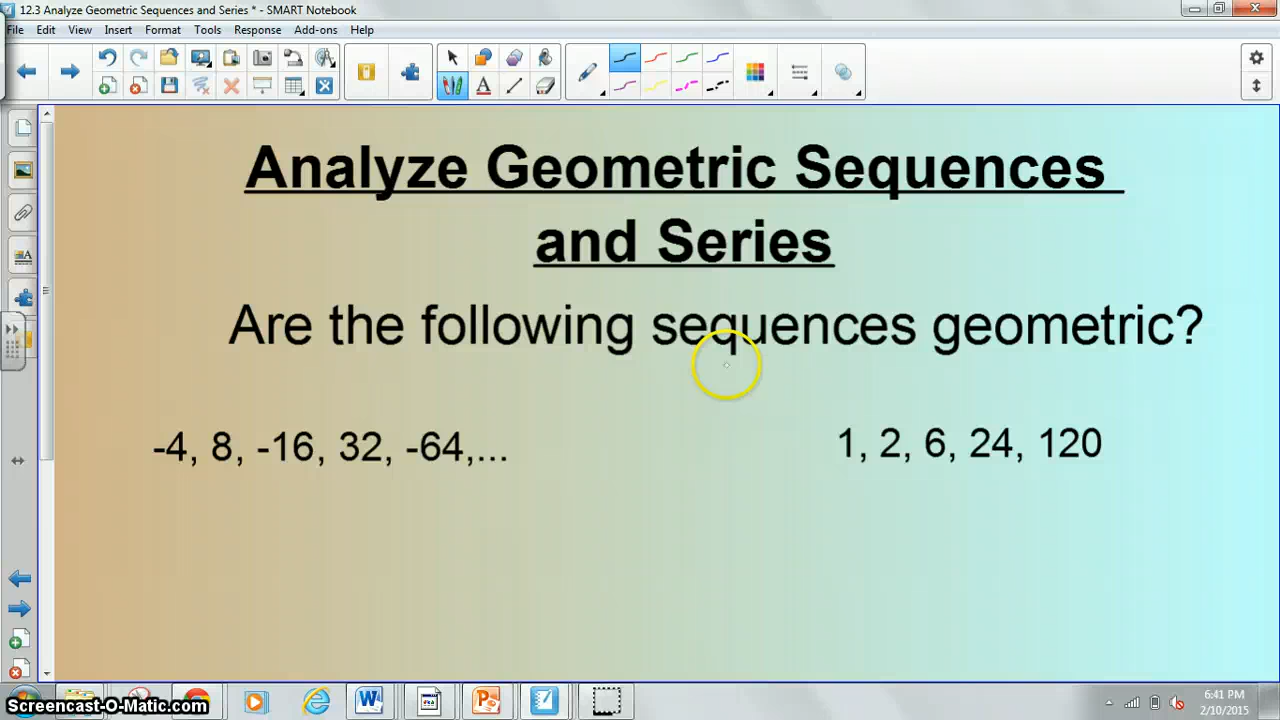 12.3 Analyze Geometric Sequences and Series * - SMART Notebook
File Edit View Insert Format Tools Response Add-ons Help
Analyze Geometric Sequences
and Series
Are the following sequences geometric?
-4, 8, -16, 32, -64,...
1, 2, 6, 24, 120
6:41 PM
2/10/2015
Screencast-O-Matic.com